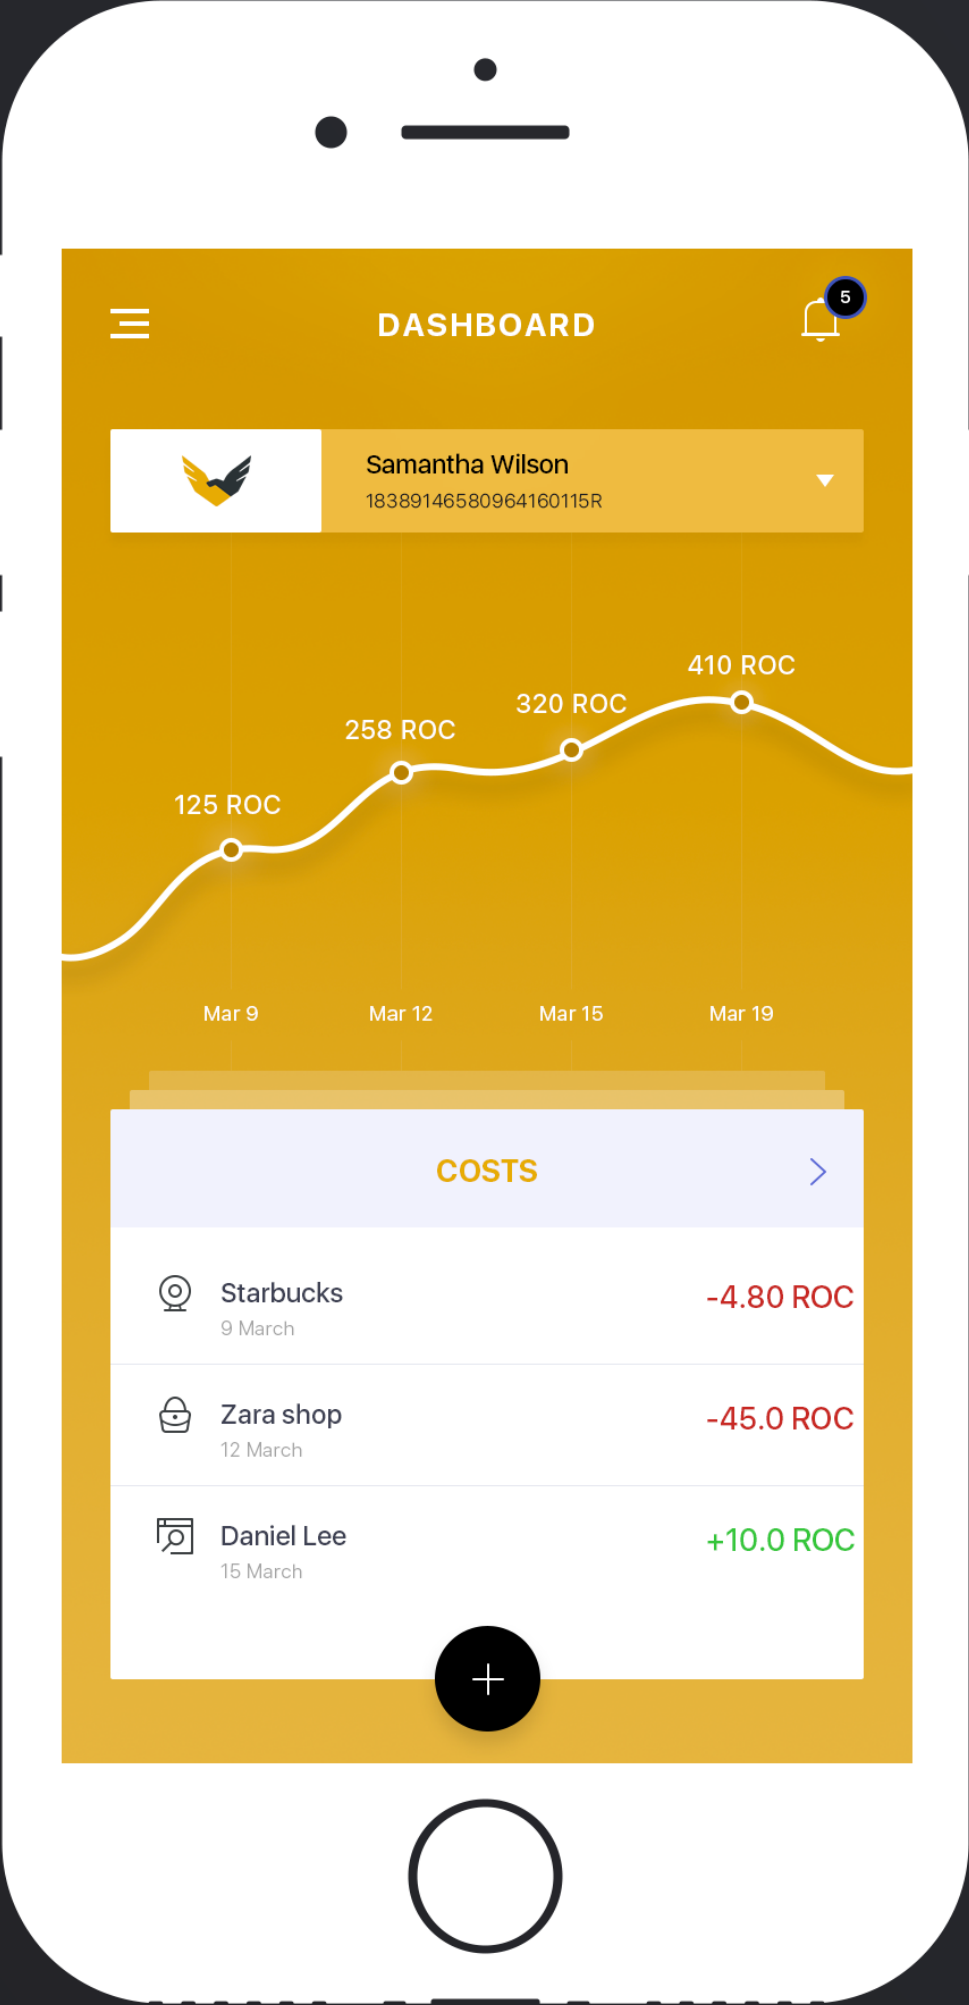 DASHBOARD
5
Samantha Wilson
18389146580964160115R
410 ROC
320 ROC
258 ROC
125 ROC
Mar 9
Mar 12
Mar 15
Mar 19
COSTS
Starbucks
-4.80 ROC
9 March
Zara shop
-45.0 ROC
12 March
Daniel Lee
+10.0 ROC
15 March